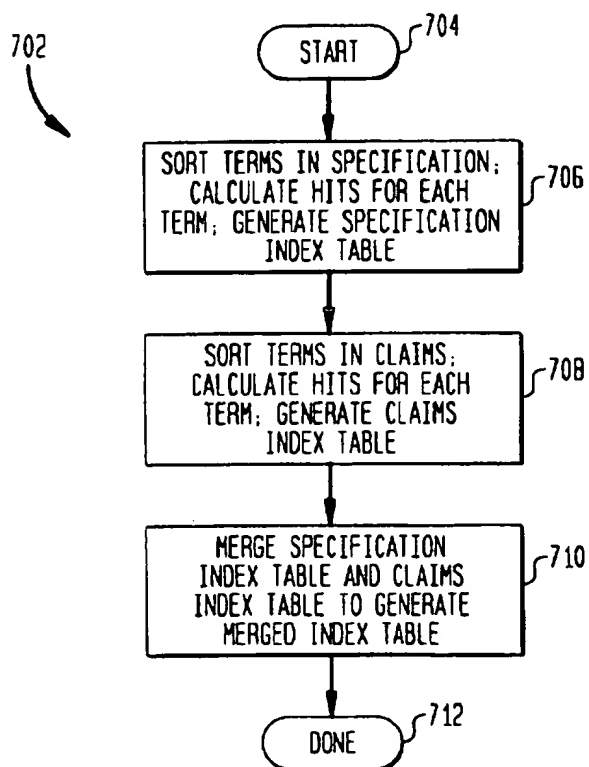 702
START
704
SORT TERMS IN SPECIFICATION;
CALCULATE HITS FOR EACH
TERM; GENERATE SPECIFICATION
INDEX TABLE
706
SORT TERMS IN CLAIMS;
CALCULATE HITS FOR EACH
TERM; GENERATE CLAIMS
INDEX TABLE
708
MERGE SPECIFICATION
INDEX TABLE AND CLAIMS
INDEX TABLE TO GENERATE
MERGED INDEX TABLE
710
DONE
712